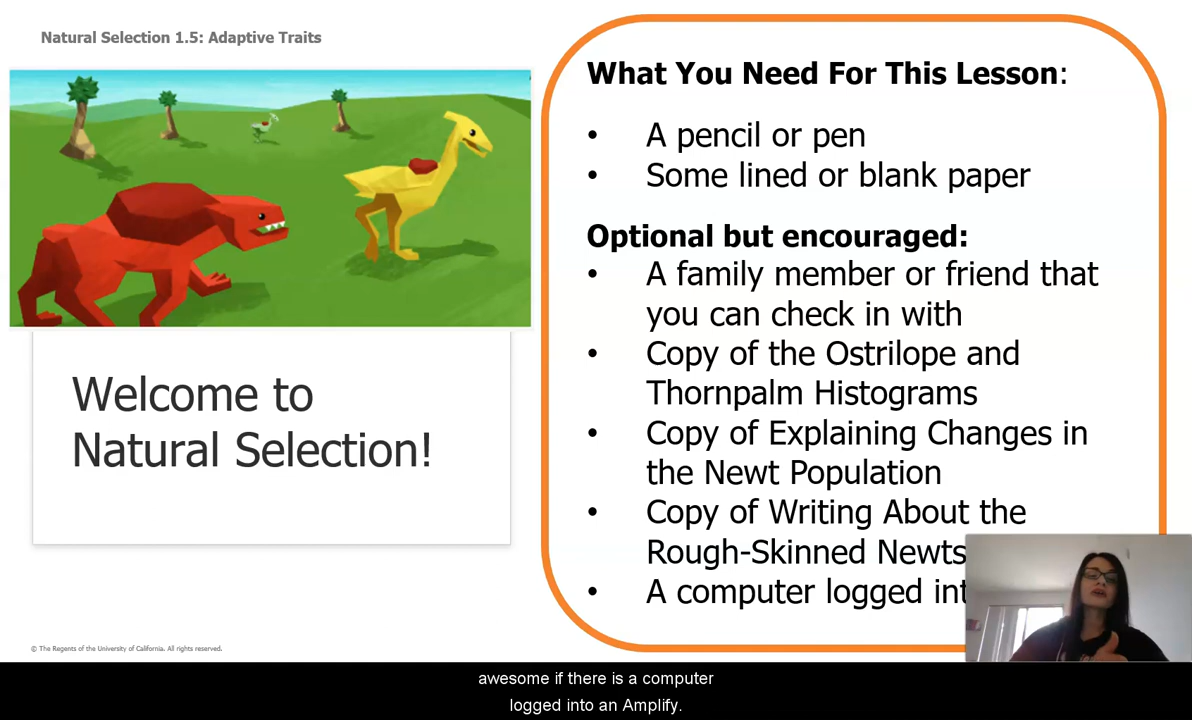 Natural Selection 1.5: Adaptive Traits
Welcome to
Natural Selection!
© The Regents of the University of California. All rights reserved.
What You Need For This Lesson:
• A pencil or pen
• Some lined or blank paper
Optional but encouraged:
• A family member or friend that
you can check in with
• Copy of the Ostrilope and
Thornpalm Histograms
• Copy of Explaining Changes in
the Newt Population
• Copy of Writing About the
Rough-Skinned Newts
• A computer logged int
awesome if there is a computer
logged into an Amplify.